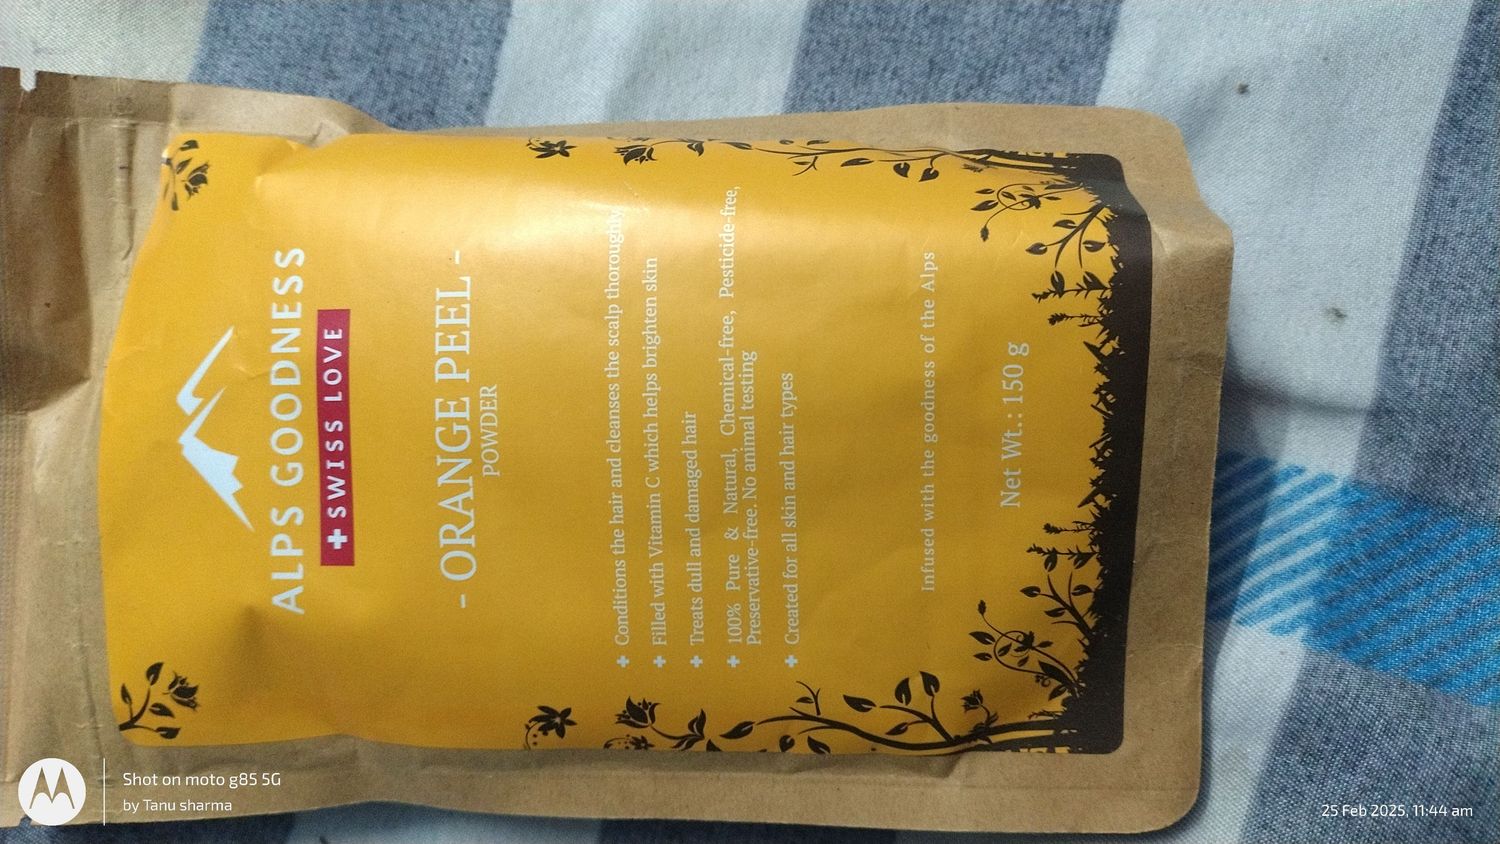 ALPS GOODNESS
SWISS LOVE
- ORANGE PEEL -
POWDER
Conditions the hair and cleanses the scalp thoroughly
Filled with Vitamin C which helps brighten skin
Treats dull and damaged hair
100% Pure & Natural, Chemical-free, Pesticide-free,
Preservative-free. No animal testing
Created for all skin and hair types
Infused with the goodness of the Alps
Net Wt.: 150 g
Shot on moto g85 5G
by Tanu sharma
25 Feb 2025, 11:44 am